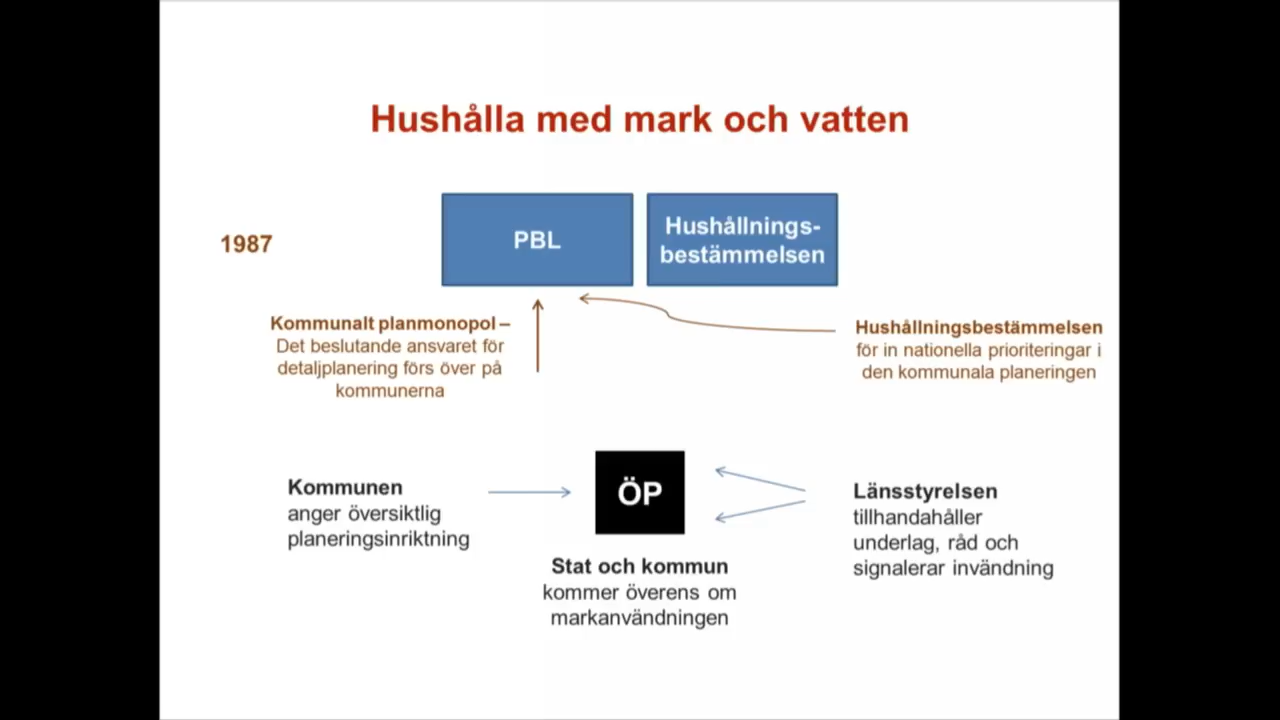 Hushålla med mark och vatten
1987
PBL
Hushållnings-
bestämmelsen
Kommunalt planmonopol –
Det beslutande ansvaret för
detaljplanering förs över på
kommunerna
Hushållningsbestämmelsen
för in nationella prioriteringar i
den kommunala planeringen
Kommunen
anger översiktlig
planeringsinriktning
ÖP
Stat och kommun
kommer överens om
markanvändningen
Länsstyrelsen
tillhandahåller
underlag, råd och
signalerar invändning